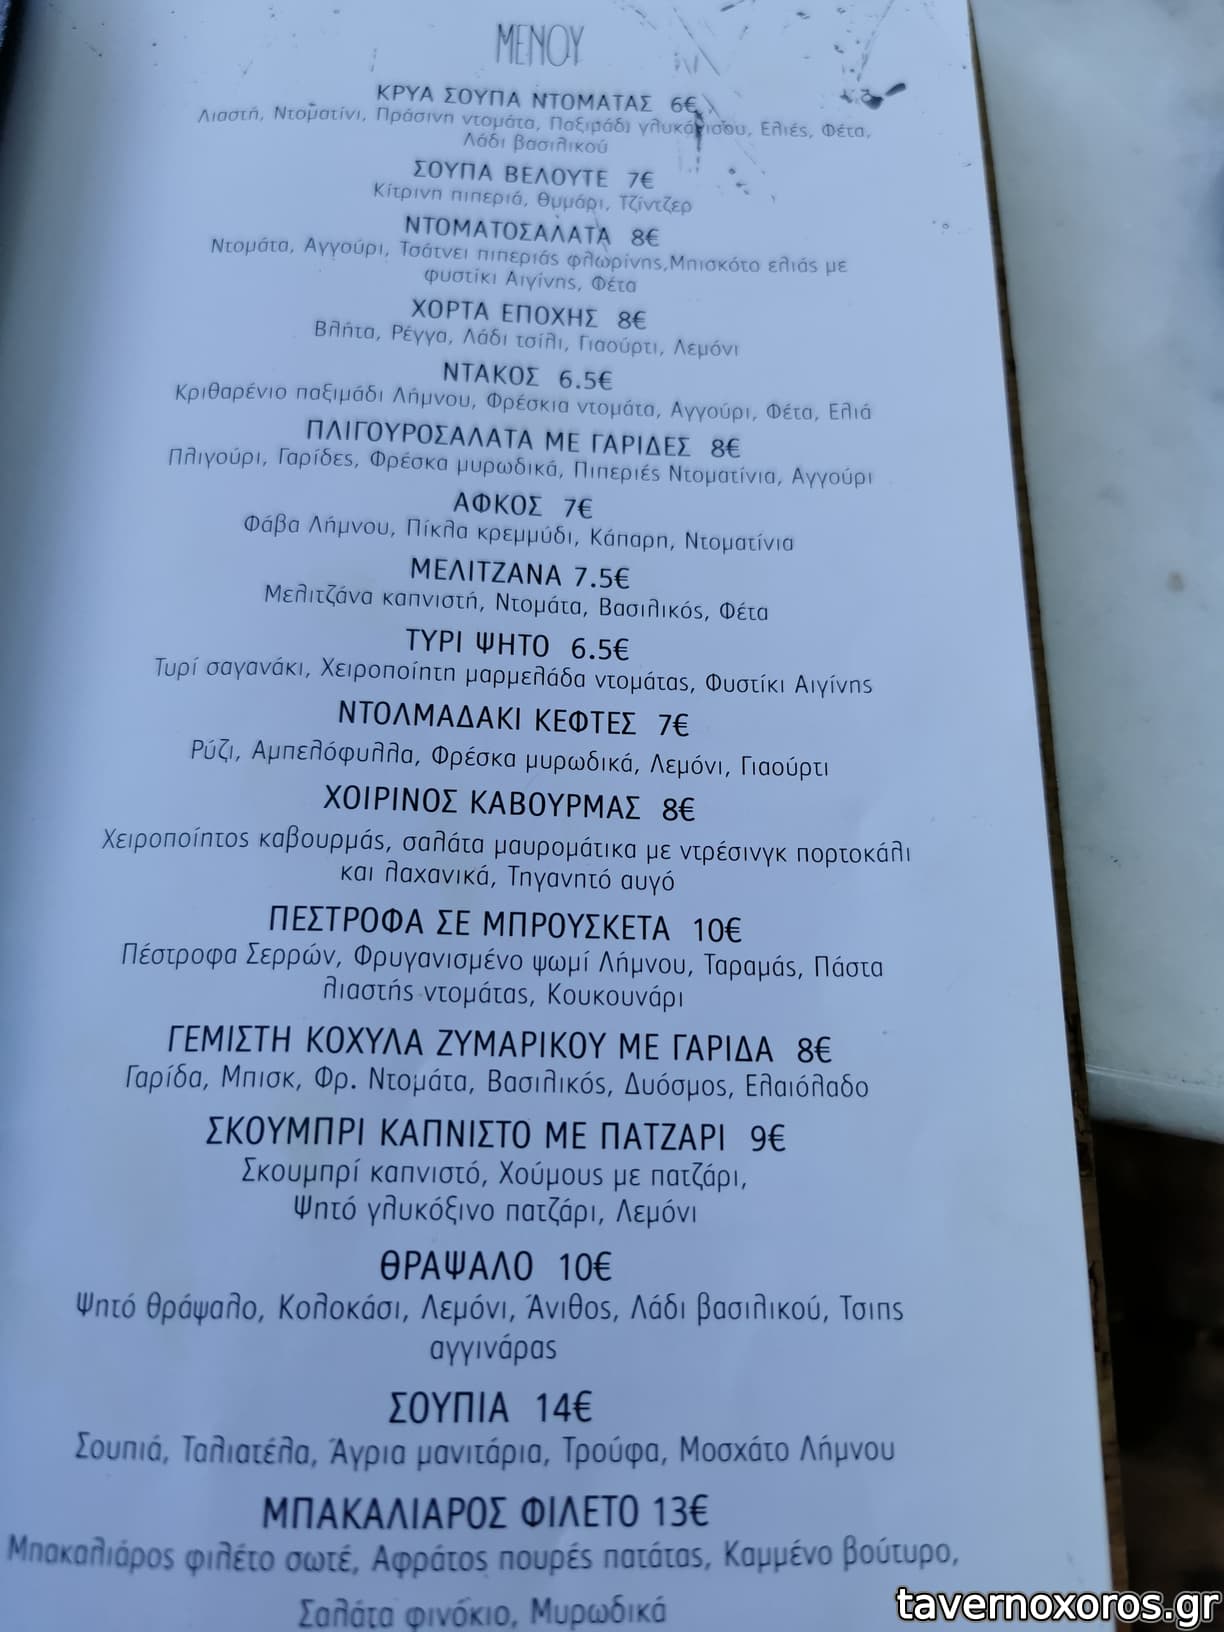 ΜΕΝΟΥ
ΚΡΥΑ ΣΟΥΠΑ ΝΤΟΜΑΤΑΣ 6€
Λιαστή, Ντοματίνι, Πράσινη ντομάτα, Παξιμάδι γλυκάνισου, Ελιές, Φέτα,
Λάδι βασιλικού
ΣΟΥΠΑ ΒΕΛΟΥΤΕ 7€
Κίτρινη πιπεριά, Θυμάρι, Τζίντζερ
ΝΤΟΜΑΤΟΣΑΛΑΤΑ 8€
Ντομάτα, Αγγούρι, Τσάτνεϊ πιπεριάς φλωρίνης,Μπισκότο ελιάς με
φυστίκι Αιγίνης, Φέτα
ΧΟΡΤΑ ΕΠΟΧΗΣ 8€
Βλήτα, Ρέγγα, Λάδι τσίλι, Γιαούρτι, Λεμόνι
ΝΤΑΚΟΣ 6.5€
Κριθαρένιο παξιμάδι Λήμνου, Φρέσκια ντομάτα, Αγγούρι, Φέτα, Ελιά
ΠΛΙΓΟΥΡΟΣΑΛΑΤΑ ΜΕ ΓΑΡΙΔΕΣ 8€
Πλιγούρι, Γαρίδες, Φρέσκα μυρωδικά, Πιπεριές Ντοματίνια, Αγγούρι
ΑΦΚΟΣ 7€
Φάβα Λήμνου, Πίκλα κρεμμύδι, Κάπαρη, Ντοματίνια
ΜΕΛΙΤΖΑΝΑ 7.5€
Μελιτζάνα καπνιστή, Ντομάτα, Βασιλικός, Φέτα
ΤΥΡΙ ΨΗΤΟ 6.5€
Τυρί σαγανάκι, Χειροποίητη μαρμελάδα ντομάτας, Φυστίκι Αιγίνης
ΝΤΟΛΜΑΔΑΚΙ ΚΕΦΤΕΣ 7€
Ρύζι, Αμπελόφυλλα, Φρέσκα μυρωδικά, Λεμόνι, Γιαούρτι
ΧΟΙΡΙΝΟΣ ΚΑΒΟΥΡΜΑΣ 8€
Χειροποίητος καβουρμάς, σαλάτα μαυρομάτικα με ντρέσινγκ πορτοκάλι
και λαχανικά, Τηγανητό αυγό
ΠΕΣΤΡΟΦΑ ΣΕ ΜΠΡΟΥΣΚΕΤΑ 10€
Πέστροφα Σερρών, Φρυγανισμένο ψωμί Λήμνου, Ταραμάς, Πάστα
λιαστής ντομάτας, Κουκουνάρι
ΓΕΜΙΣΤΗ ΚΟΧΥΛΑ ΖΥΜΑΡΙΚΟΥ ΜΕ ΓΑΡΙΔΑ 8€
Γαρίδα, Μπισκ, Φρ. Ντομάτα, Βασιλικός, Δυόσμος, Ελαιόλαδο
ΣΚΟΥΜΠΡΙ ΚΑΠΝΙΣΤΟ ΜΕ ΠΑΤΖΑΡΙ 9€
Σκουμπρί καπνιστό, Χούμους με πατζάρι,
Ψητό γλυκόξινο πατζάρι, Λεμόνι
ΘΡΑΨΑΛΟ 10€
Ψητό θράψαλο, Κολοκάσι, Λεμόνι, Άνιθος, Λάδι βασιλικού, Τσιπς
αγγινάρας
ΣΟΥΠΙΑ 14€
Σουπιά, Ταλιατέλα, Άγρια μανιτάρια, Τρούφα, Μοσχάτο Λήμνου
ΜΠΑΚΑΛΙΑΡΟΣ ΦΙΛΕΤΟ 13€
Μπακαλιάρος φιλέτο σωτέ, Αφράτος πουρές πατάτας, Καμμένο βούτυρο,
Σαλάτα φινόκιο, Μυρωδικά
tavernoxoros.gr